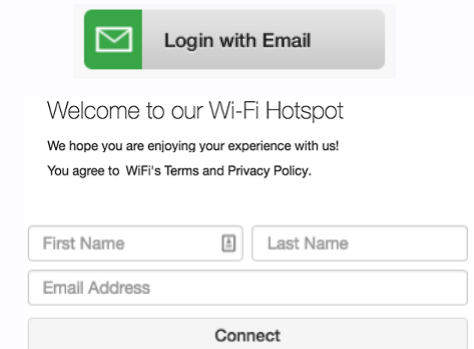 Login with Email
Welcome to our Wi-Fi Hotspot
We hope you are enjoying your experience with us!
You agree to WiFi's Terms and Privacy Policy.
First Name Last Name
Email Address
Connect